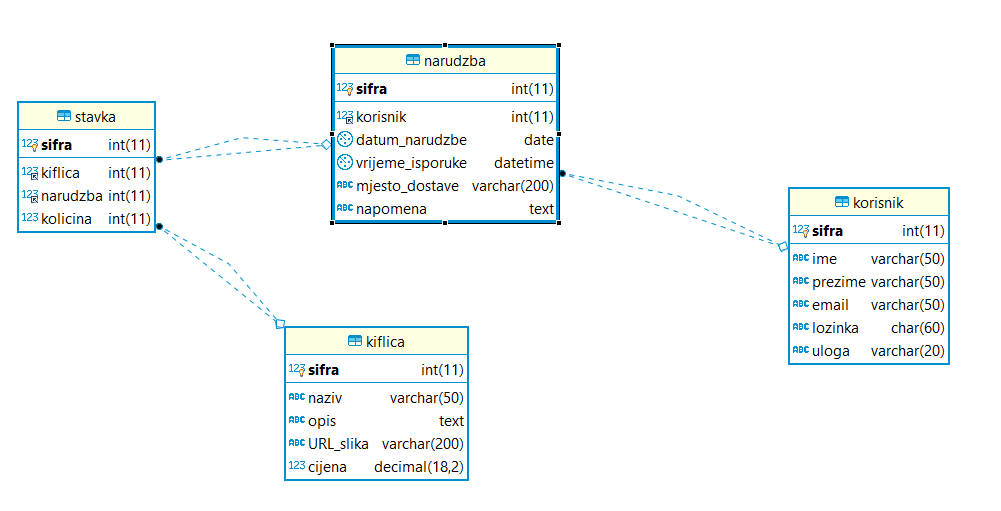 stavka
123 sifra int(11)
123 kiflica int(11)
123 narudzba int(11)
123 kolicina int(11)
narudzba
123 sifra int(11)
123 korisnik int(11)
datum_narudzbe date
vrijeme_isporuke datetime
ABC mjesto_dostave varchar(200)
ABC napomena text
korisnik
123 sifra int(11)
ABC ime varchar(50)
ABC prezime varchar(50)
ABC email varchar(50)
ABC lozinka char(60)
ABC uloga varchar(20)
kiflica
123 sifra int(11)
ABC naziv varchar(50)
ABC opis text
ABC URL_slika varchar(200)
123 cijena decimal(18,2)